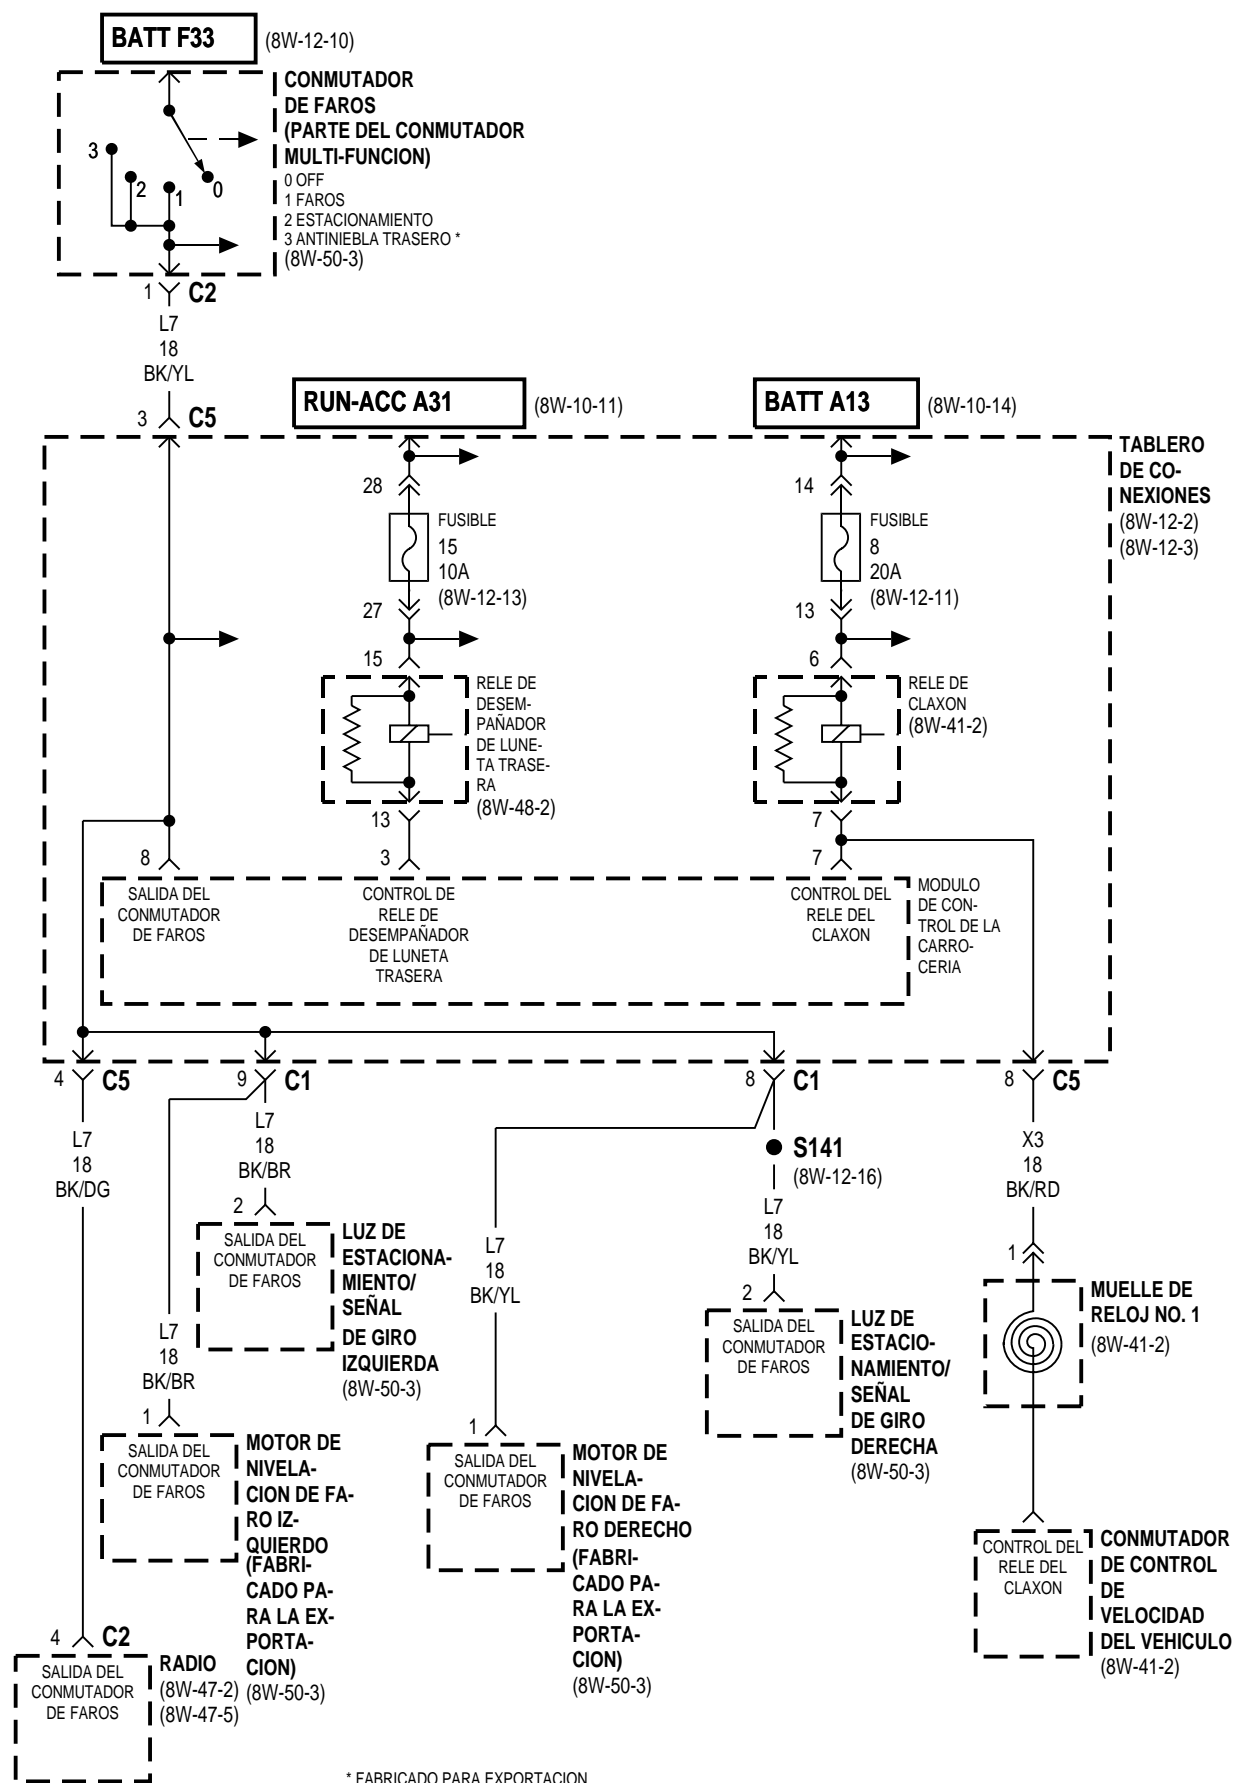 BATT F33
(8W-12-10)
CONMUTADOR
DE FAROS
(PARTE DEL CONMUTADOR
MULTI-FUNCION)
0 OFF
1 FAROS
2 ESTACIONAMIENTO
3 ANTINIEBLA TRASERO *
(8W-50-3)
3
2
1
0
1
C2
L7
18
BK/YL
3
C5
RUN-ACC A31
(8W-10-11)
BATT A13
(8W-10-14)
TABLERO
DE CO-
NEXIONES
(8W-12-2)
(8W-12-3)
28
FUSIBLE
15
10A
(8W-12-13)
27
15
RELE DE
DESEM-
PAÑADOR
DE LUNE-
TA TRASE-
RA
(8W-48-2)
13
3
14
FUSIBLE
8
20A
(8W-12-11)
13
6
RELE DE
CLAXON
(8W-41-2)
7
7
8
SALIDA DEL
CONMUTADOR
DE FAROS
CONTROL DE
RELE DE
DESEMPAÑADOR
DE LUNETA
TRASERA
CONTROL DEL
RELE DEL
CLAXON
MODULO
DE CON-
TROL DE LA
CARRO-
CERIA
4
C5
9
C1
8
C1
8
C5
L7
18
BK/DG
L7
18
BK/BR
2
SALIDA DEL
CONMUTADOR
DE FAROS
LUZ DE
ESTACIONA-
MIENTO/
SEÑAL
DE GIRO
IZQUIERDA
(8W-50-3)
L7
18
BK/BR
1
SALIDA DEL
CONMUTADOR
DE FAROS
MOTOR DE
NIVELA-
CION DE FA-
RO IZ-
QUIERDO
(FABRI-
CADO PA-
RA LA EX-
PORTA-
CION)
(8W-50-3)
L7
18
BK/YL
1
SALIDA DEL
CONMUTADOR
DE FAROS
MOTOR DE
NIVELA-
CION DE FA-
RO DERECHO
(FABRI-
CADO PA-
RA LA EX-
PORTA-
CION)
(8W-50-3)
S141
(8W-12-16)
L7
18
BK/YL
2
SALIDA DEL
CONMUTADOR
DE FAROS
LUZ DE
ESTACIO-
NAMIENTO/
SEÑAL
DE GIRO
DERECHA
(8W-50-3)
X3
18
BK/RD
1
MUELLE DE
RELOJ NO. 1
(8W-41-2)
CONTROL DEL
RELE DEL
CLAXON
CONMUTADOR
DE CONTROL
DE
VELOCIDAD
DEL VEHICULO
(8W-41-2)
4
C2
SALIDA DEL
CONMUTADOR
DE FAROS
RADIO
(8W-47-2)
(8W-47-5)
* FABRICADO PARA EXPORTACION